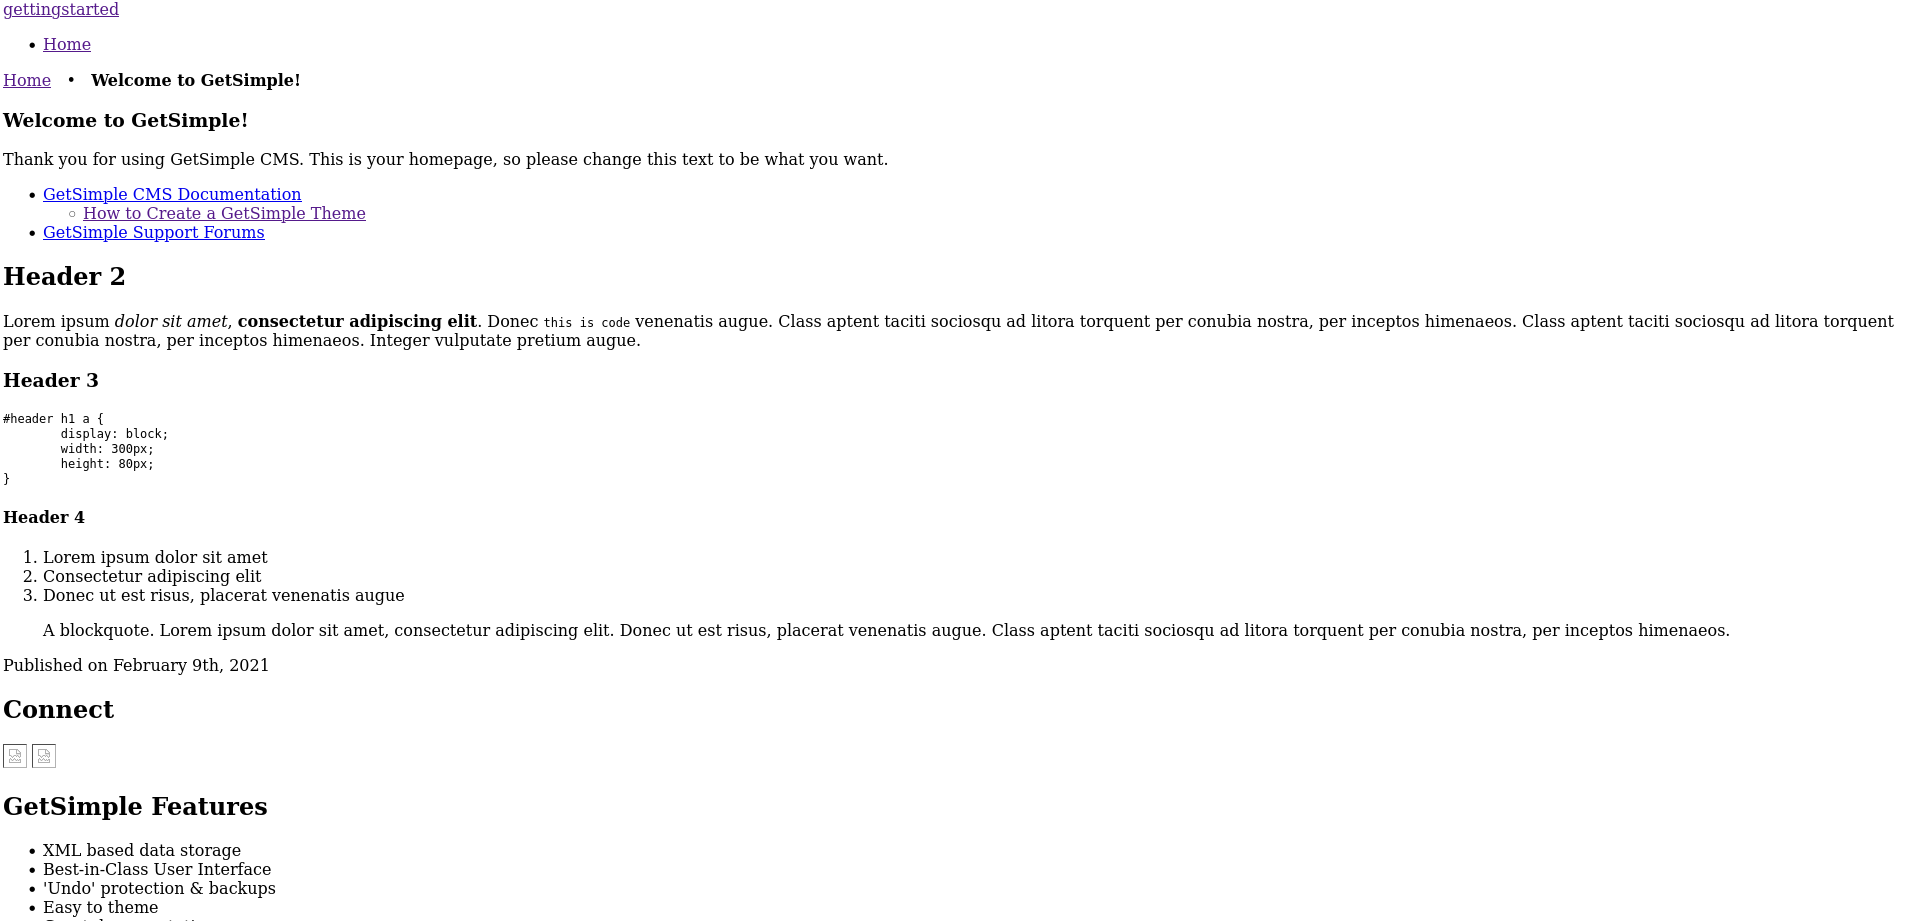 gettingstarted
• Home
Home • Welcome to GetSimple!
Welcome to GetSimple!
Thank you for using GetSimple CMS. This is your homepage, so please change this text to be what you want.
• GetSimple CMS Documentation
◦ How to Create a GetSimple Theme
• GetSimple Support Forums
Header 2
Lorem ipsum dolor sit amet, consectetur adipiscing elit. Donec this is code venenatis augue. Class aptent taciti sociosqu ad litora torquent per conubia nostra, per inceptos himenaeos. Class aptent taciti sociosqu ad litora torquent
per conubia nostra, per inceptos himenaeos. Integer vulputate pretium augue.
Header 3
#header h1 a {
        display: block;
        width: 300px;
        height: 80px;
}
Header 4
1. Lorem ipsum dolor sit amet
2. Consectetur adipiscing elit
3. Donec ut est risus, placerat venenatis augue
A blockquote. Lorem ipsum dolor sit amet, consectetur adipiscing elit. Donec ut est risus, placerat venenatis augue. Class aptent taciti sociosqu ad litora torquent per conubia nostra, per inceptos himenaeos.
Published on February 9th, 2021
Connect
GetSimple Features
• XML based data storage
• Best-in-Class User Interface
• 'Undo' protection & backups
• Easy to theme